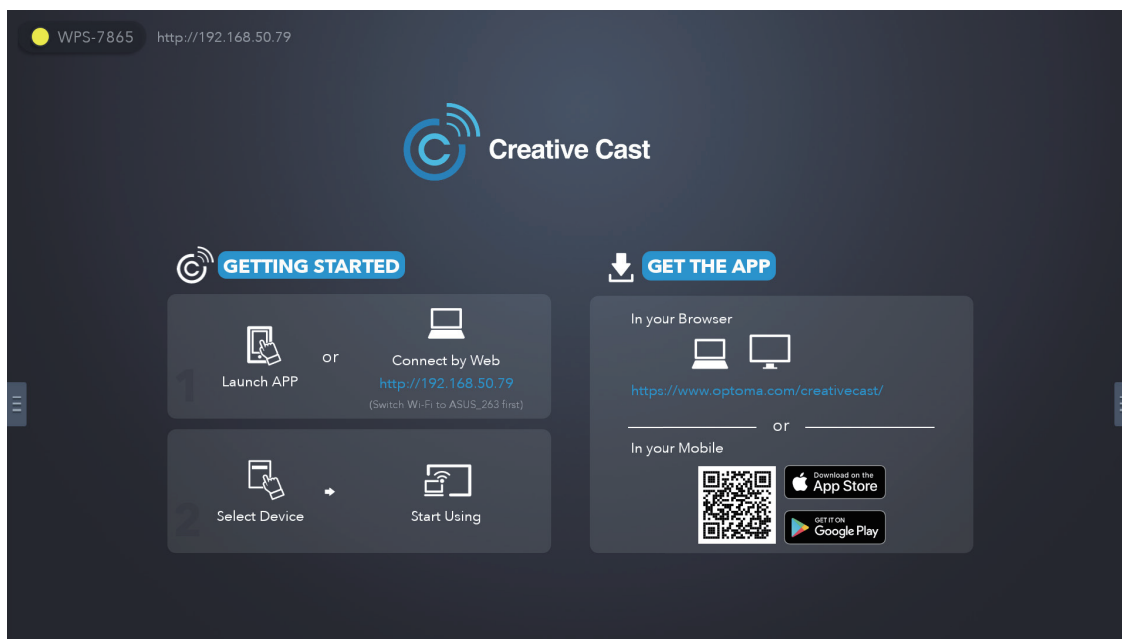 WPS-7865 http://192.168.50.79
C Creative Cast
C GETTING STARTED
1
or
Launch APP
Connect by Web
http://192.168.50.79
(Switch Wi-Fi to ASUS_263 first)
2
Select Device
Start Using
GET THE APP
In your Browser
https://www.optoma.com/creativecast/
or
In your Mobile
Download on the
App Store
GET IT ON
Google Play